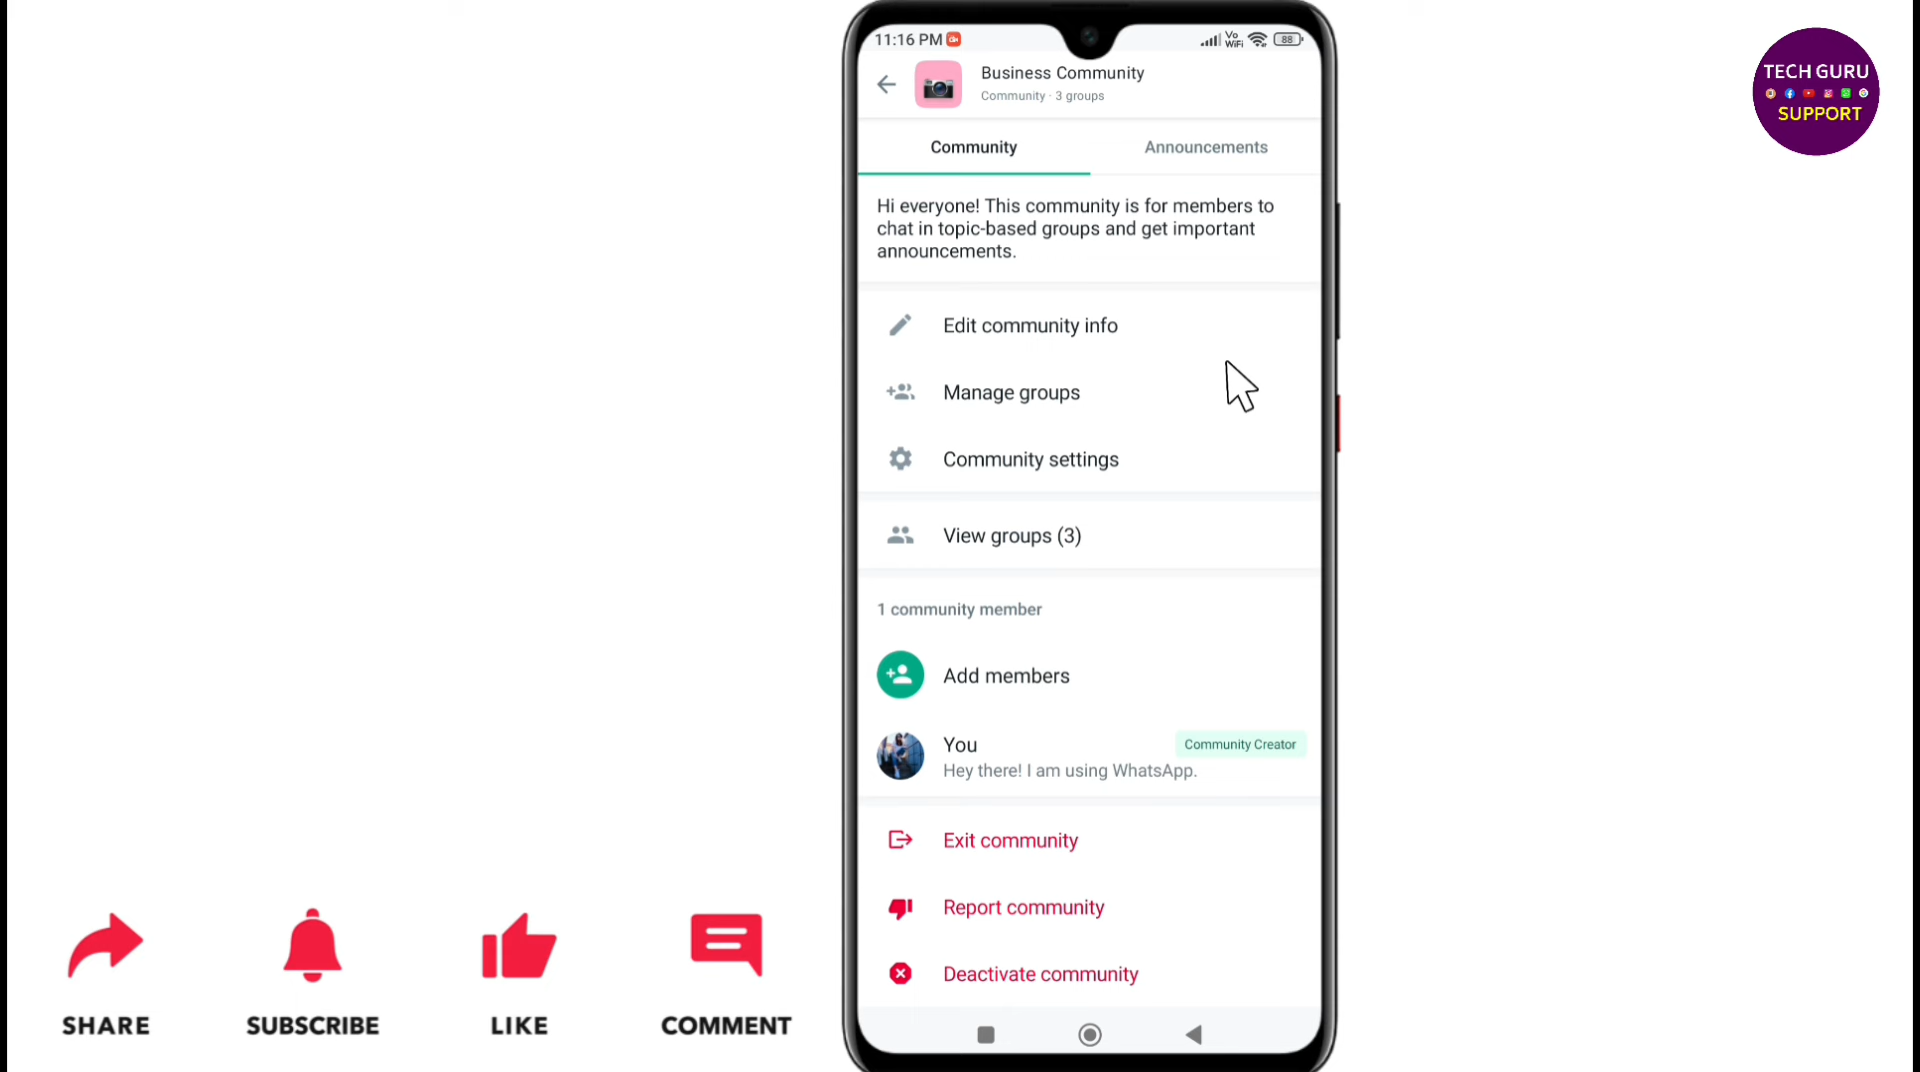 11:16 PM
Vo
WiFi
88
Business Community
Community · 3 groups
Community
Announcements
Hi everyone! This community is for members to
chat in topic-based groups and get important
announcements.
Edit community info
Manage groups
Community settings
View groups (3)
1 community member
Add members
You
Community Creator
Hey there! I am using WhatsApp.
Exit community
Report community
Deactivate community
SHARE
SUBSCRIBE
LIKE
COMMENT
TECH GURU
SUPPORT